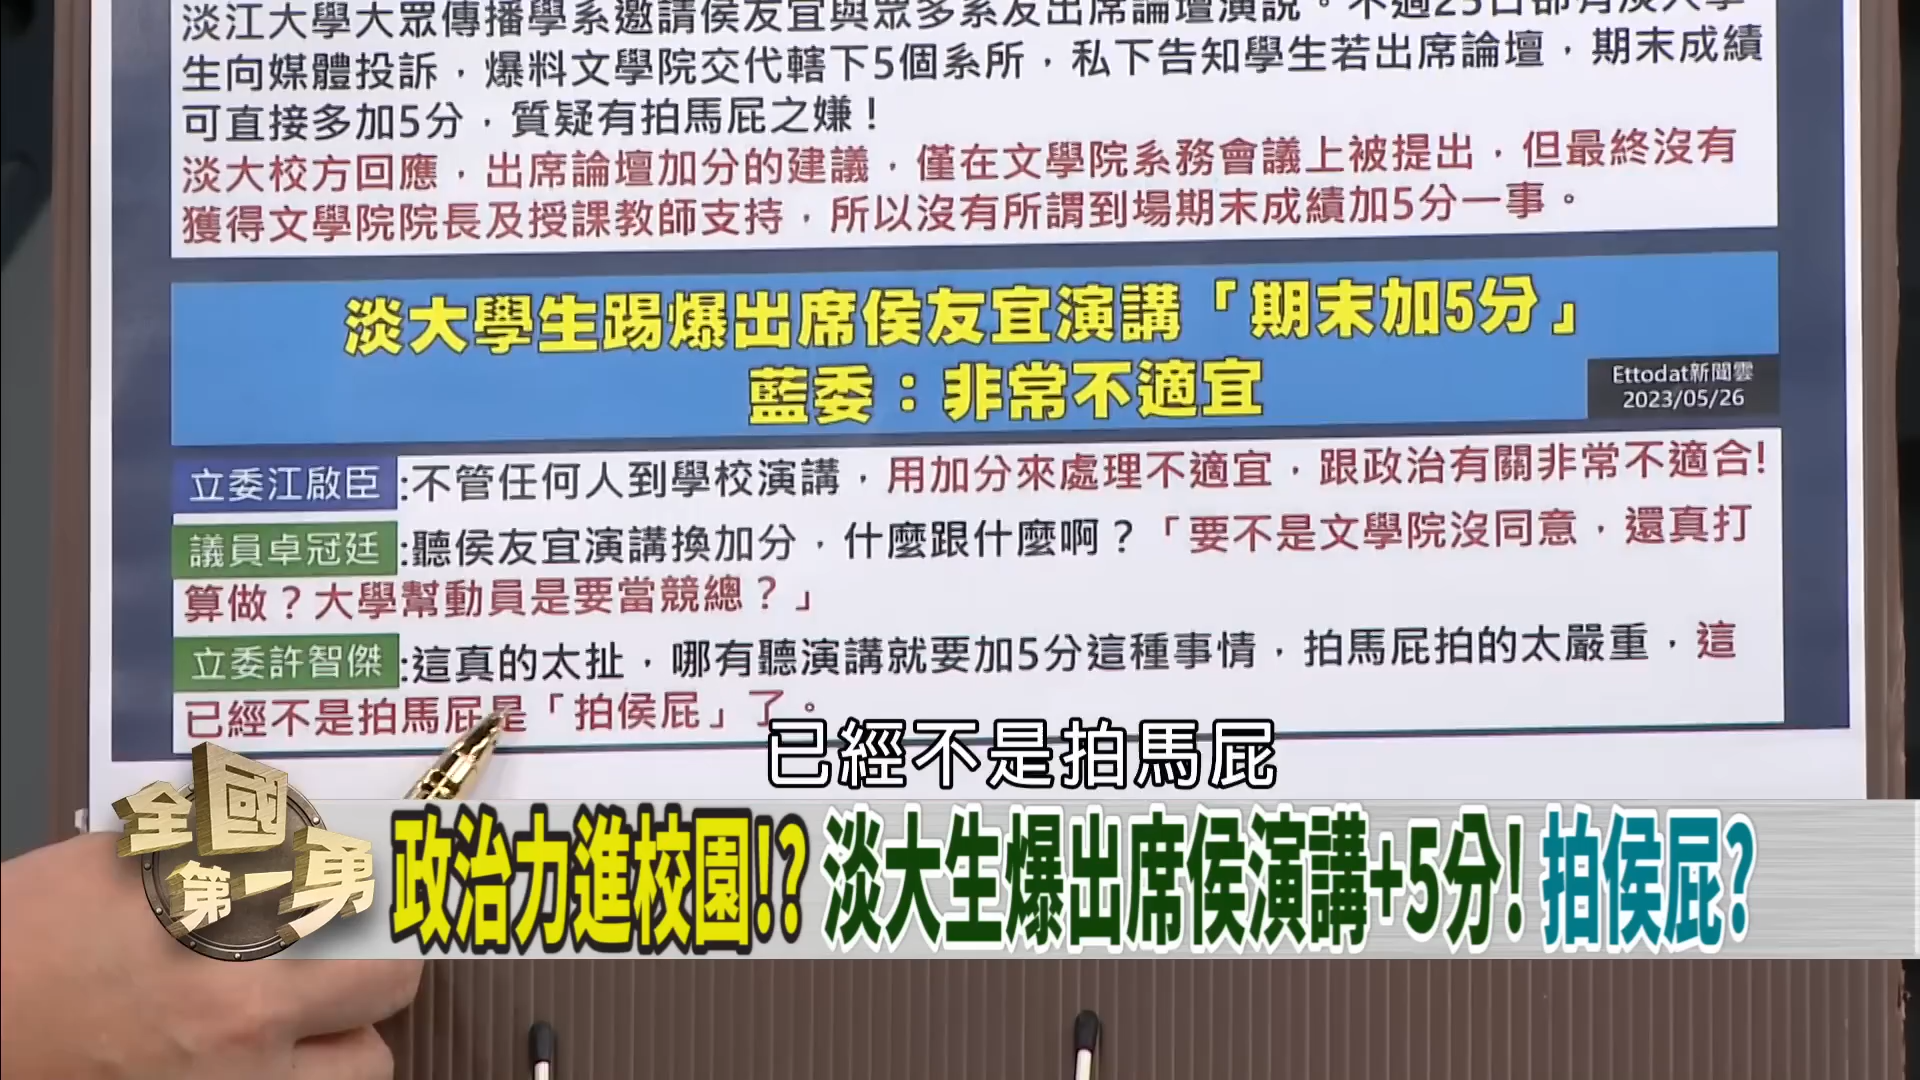 淡江大學大眾傳播學系邀請侯友宜與眾多系友出席論壇演說。不過25日卻有淡大學
生向媒體投訴，爆料文學院交代轄下5個系所，私下告知學生若出席論壇，期末成績
可直接多加5分，質疑有拍馬屁之嫌！
淡大校方回應，出席論壇加分的建議，僅在文學院系務會議上被提出，但最終沒有
獲得文學院院長及授課教師支持，所以沒有所謂到場期末成績加5分一事。
淡大學生踢爆出席侯友宜演講「期末加5分」
藍委：非常不適宜
Ettodat新聞雲
2023/05/26
立委江啟臣:不管任何人到學校演講，用加分來處理不適宜，跟政治有關非常不適合!
議員卓冠廷:聽侯友宜演講換加分，什麼跟什麼啊？「要不是文學院沒同意，還真打
算做？大學幫動員是要當競總？」
立委許智傑:這真的太扯，哪有聽演講就要加5分這種事情，拍馬屁拍的太嚴重，這
已經不是拍馬屁是「拍侯屁」了。
已經不是拍馬屁
全國
第一勇
政治力進校園!? 淡大生爆出席侯演講+5分! 拍侯屁?